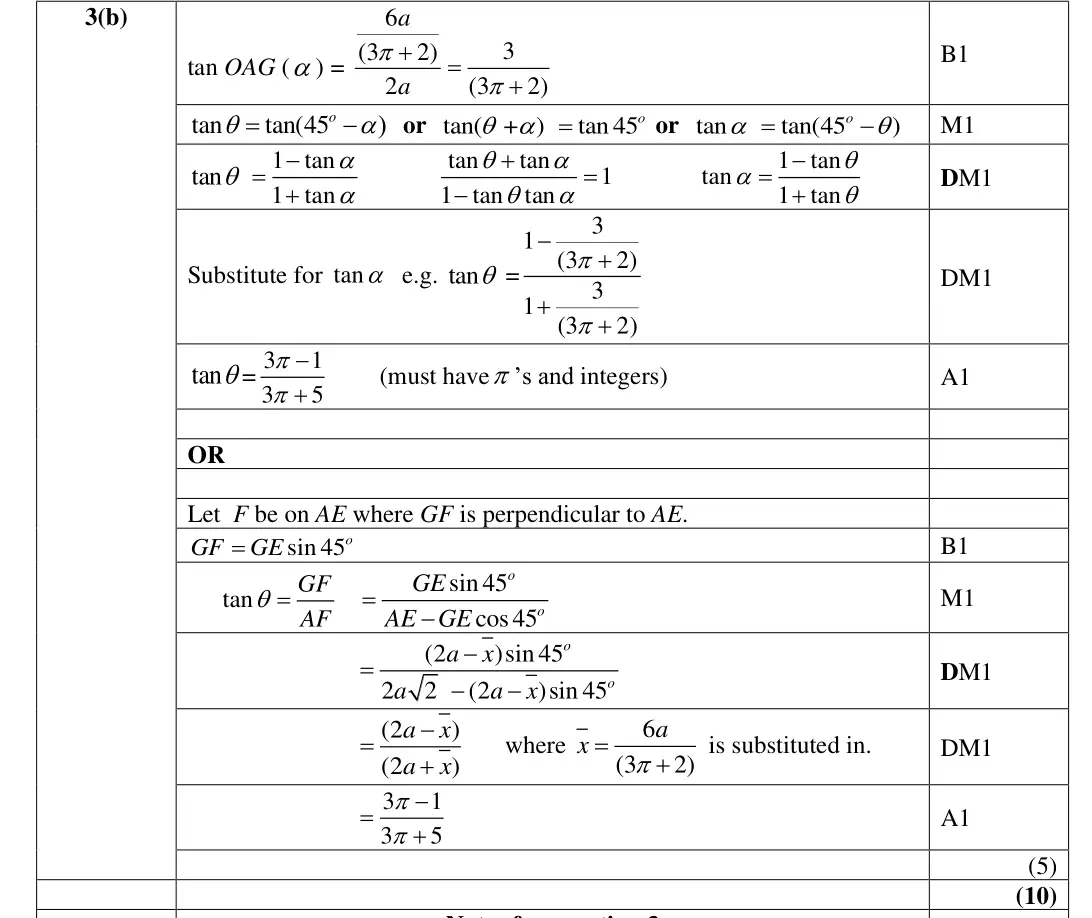 3(b)
tan OAG (α) = (6a/(3π + 2))/2a = 3/(3π + 2) B1
tan θ = tan(45° − α) or tan(θ + α) = tan 45° or tan α = tan(45° − θ) M1
tan θ = (1 − tan α)/(1 + tan α) (tan θ + tan α)/(1 − tan θ tan α) = 1 tan α = (1 − tan θ)/(1 + tan θ) DM1
Substitute for tan α e.g. tan θ = (1 − 3/(3π + 2))/(1 + 3/(3π + 2)) DM1
tan θ = (3π − 1)/(3π + 5) (must have π 's and integers) A1
OR
Let F be on AE where GF is perpendicular to AE.
GF = GE sin 45° B1
tan θ = GF/AF = GE sin 45°/(AE − GE cos 45°) M1
= (2a − x̄) sin 45°/(2a√2 − (2a − x̄) sin 45°) DM1
= (2a − x̄)/(2a + x̄) where x̄ = 6a/(3π + 2) is substituted in. DM1
= (3π − 1)/(3π + 5) A1
(5)
(10)